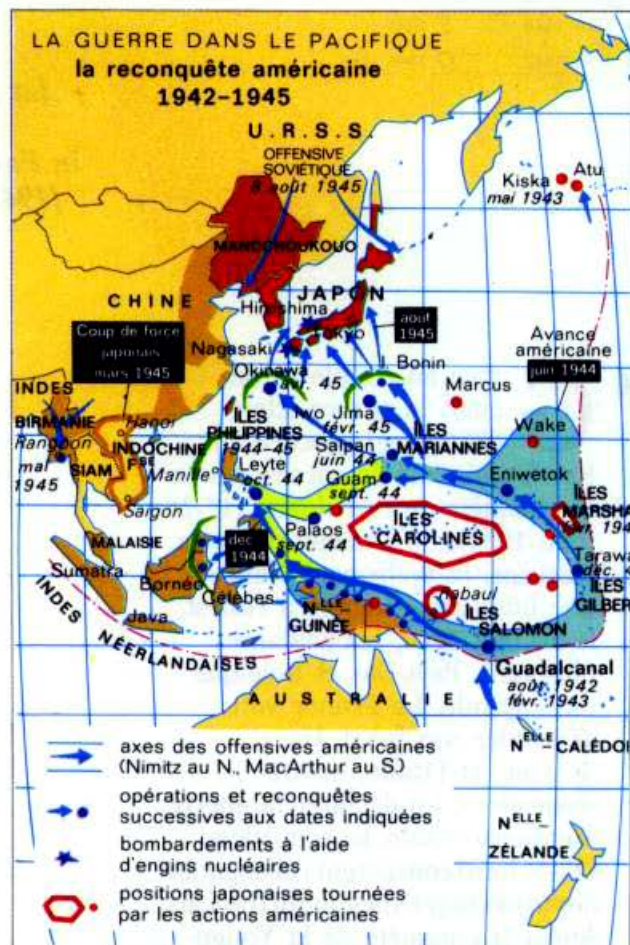 LA GUERRE DANS LE PACIFIQUE
la reconquête américaine
1942-1945
U.R.S.S.
OFFENSIVE
SOVIÉTIQUE
8 août 1945
Kiska
Atu
mai 1943
MANDCHOUKOUO
CHINE
JAPON
Hiroshima
Tokyo
Coup de force
japonais
mars 1945
août
1945
Avance
américaine
juin 1944
Nagasaki
Okinawa
avr. 45
Bonin
Marcus
INDES
BIRMANIE
Rangoon
mai
1945
Hanoi
INDOCHINE
FSE
SIAM
Saigon
ÎLES
PHILIPPINES
1944-45
Manille
Leyte
oct. 44
Iwo Jima
févr. 45
ÎLES
MARIANNES
Saipan
juin 44
Guam
sept. 44
Wake
Eniwetok
ÎLES
MARSHA
févr. 194
Palaos
sept. 44
ÎLES
CAROLINES
MALAISIE
déc.
1944
Tarawa
déc. 4
ÎLES
GILBER
Sumatra
Bornéo
Célèbes
Java
INDES
NÉERLANDAISES
NLLE-
GUINÉE
Rabaul
ÎLES
SALOMON
Guadalcanal
août 1942
févr. 1943
AUSTRALIE
NELLE-CALÉDO
NELLE-
ZÉLANDE
axes des offensives américaines
(Nimitz au N., MacArthur au S.)
opérations et reconquêtes
successives aux dates indiquées
bombardements à l'aide
d'engins nucléaires
positions japonaises tournées
par les actions américaines